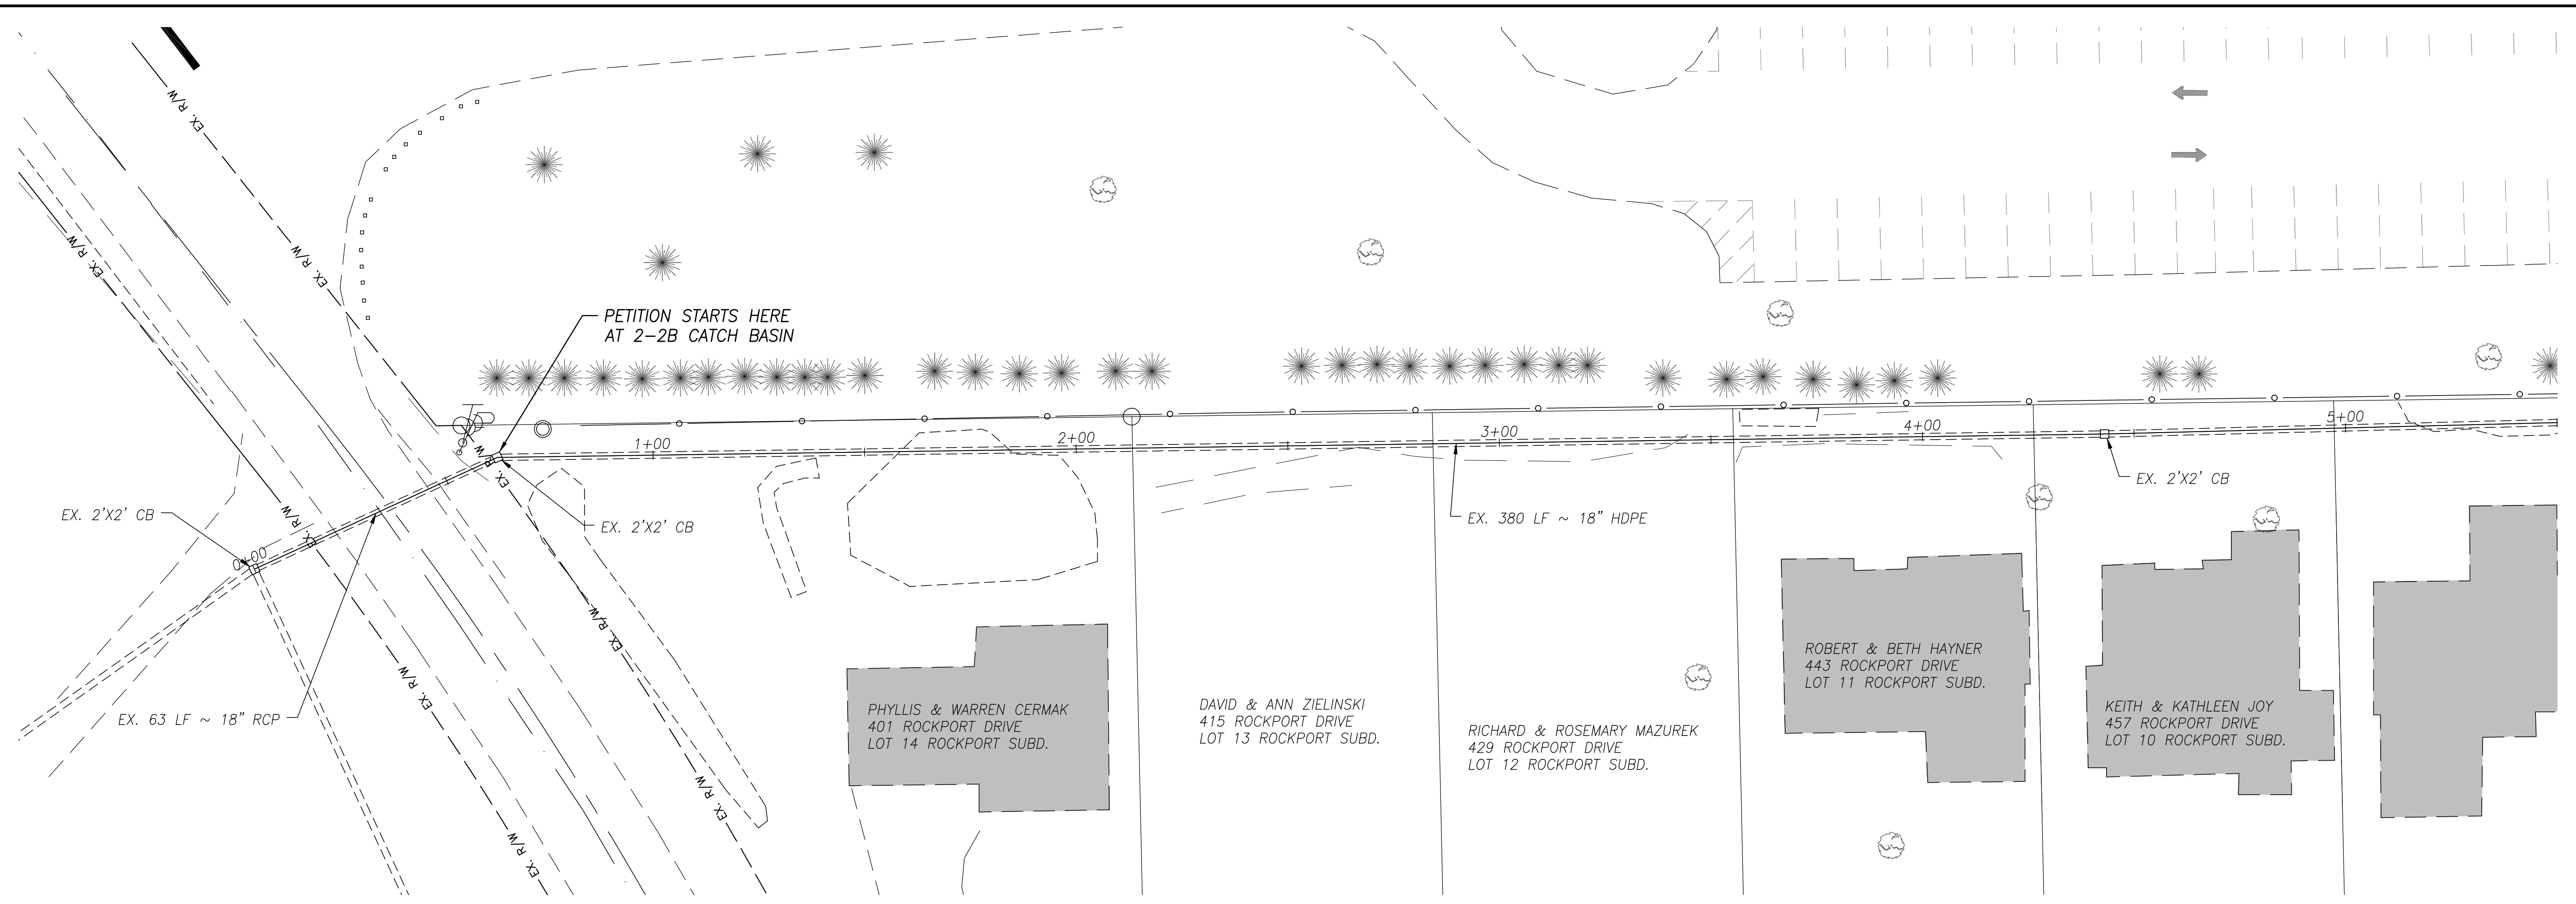 EX. R/W
EX. R/W
EX. R/W
EX. R/W
PETITION STARTS HERE
AT 2-2B CATCH BASIN
1+00
2+00
3+00
4+00
5+00
EX. R/W
EX. R/W
EX. 2'X2' CB
0+00
EX. 2'X2' CB
EX. 380 LF ~ 18" HDPE
EX. 2'X2' CB
EX. 63 LF ~ 18" RCP
EX. R/W
EX. R/W
EX. R/W
EX. R/W
PHYLLIS & WARREN CERMAK
401 ROCKPORT DRIVE
LOT 14 ROCKPORT SUBD.
DAVID & ANN ZIELINSKI
415 ROCKPORT DRIVE
LOT 13 ROCKPORT SUBD.
RICHARD & ROSEMARY MAZUREK
429 ROCKPORT DRIVE
LOT 12 ROCKPORT SUBD.
ROBERT & BETH HAYNER
443 ROCKPORT DRIVE
LOT 11 ROCKPORT SUBD.
KEITH & KATHLEEN JOY
457 ROCKPORT DRIVE
LOT 10 ROCKPORT SUBD.
EX. R/W
EX. R/W